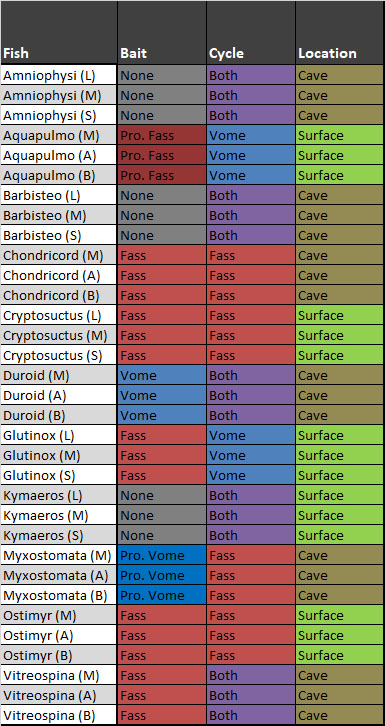 Fish Bait Cycle Location
Amniophysi (L) None Both Cave
Amniophysi (M) None Both Cave
Amniophysi (S) None Both Cave
Aquapulmo (M) Pro. Fass Vome Surface
Aquapulmo (A) Pro. Fass Vome Surface
Aquapulmo (B) Pro. Fass Vome Surface
Barbisteo (L) None Both Cave
Barbisteo (M) None Both Cave
Barbisteo (S) None Both Cave
Chondricord (M) Fass Fass Cave
Chondricord (A) Fass Fass Cave
Chondricord (B) Fass Fass Cave
Cryptosuctus (L) Fass Fass Surface
Cryptosuctus (M) Fass Fass Surface
Cryptosuctus (S) Fass Fass Surface
Duroid (M) Vome Both Cave
Duroid (A) Vome Both Cave
Duroid (B) Vome Both Cave
Glutinox (L) Fass Vome Surface
Glutinox (M) Fass Vome Surface
Glutinox (S) Fass Vome Surface
Kymaeros (L) None Both Surface
Kymaeros (M) None Both Surface
Kymaeros (S) None Both Surface
Myxostomata (M) Pro. Vome Fass Cave
Myxostomata (A) Pro. Vome Fass Cave
Myxostomata (B) Pro. Vome Fass Cave
Ostimyr (M) Fass Fass Surface
Ostimyr (A) Fass Fass Surface
Ostimyr (B) Fass Fass Surface
Vitreospina (M) Fass Both Cave
Vitreospina (A) Fass Both Cave
Vitreospina (B) Fass Both Cave